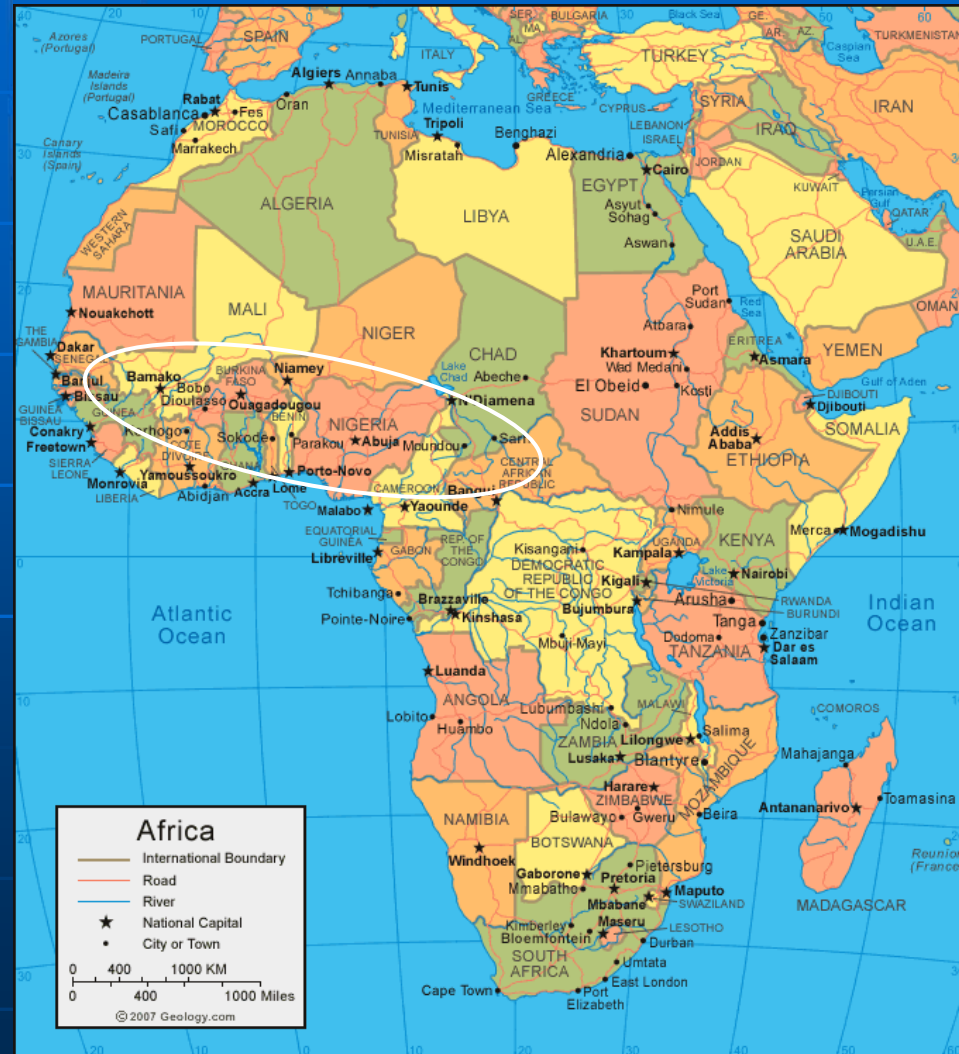 Azores
(Portugal)
PORTUGAL
SPAIN
ITALY
SER.
BULGARIA
MA.
AL.
GREECE
Black Sea
GE.
AR.
AZ.
Caspian
Sea
TURKMENISTAN
TURKEY
Madeira
Islands
(Portugal)
Canary
Islands
(Spain)
Rabat
Casablanca
Safi
Fes
MOROCCO
Marrakech
Algiers
Oran
Annaba
Tunis
TUNISIA
Mediterranean Sea
Tripoli
Misratah
Benghazi
CYPRUS
SYRIA
LEBANON
ISRAEL
JORDAN
IRAQ
IRAN
KUWAIT
Persian
Gulf
QATAR
U.A.E.
SAUDI
ARABIA
OMAN
YEMEN
Alexandria
Cairo
EGYPT
Asyut
Sohag
Aswan
LIBYA
ALGERIA
WESTERN
SAHARA
MAURITANIA
Nouakchott
MALI
NIGER
CHAD
Lake
Chad
Abeche
N'Djamena
Moundou
Sarh
Port
Sudan
Red
Sea
Atbara
Khartoum
Wad Medani
El Obeid
Kosti
SUDAN
ERITREA
Asmara
Gulf of Aden
DJIBOUTI
Djibouti
SOMALIA
Addis
Ababa
ETHIOPIA
THE
GAMBIA
Dakar
SENEGAL
Banjul
Bissau
GUINEA
BISSAU
GUINEA
Conakry
Freetown
SIERRA
LEONE
Monrovia
LIBERIA
Bamako
Bobo
Dioulasso
BURKINA
FASO
Ouagadougou
Niamey
BENIN
Korhogo
COTE
D'IVOIRE
Yamoussoukro
Abidjan
Sokode
GHANA
Accra
Lome
TOGO
Parakou
Porto-Novo
NIGERIA
Abuja
CAMEROON
Yaounde
Malabo
EQUATORIAL
GUINEA
Libreville
GABON
CENTRAL
AFRICAN
REPUBLIC
Bangui
REP. OF
THE
CONGO
Tchibanga
Brazzaville
Pointe-Noire
Kinshasa
Kisangani
DEMOCRATIC
REPUBLIC
OF THE CONGO
Mbuji-Mayi
Lubumbashi
Nimule
UGANDA
Kampala
KENYA
Lake
Victoria
Nairobi
Merca
Mogadishu
Kigali
RWANDA
Bujumbura
BURUNDI
Arusha
Tanga
Zanzibar
Dodoma
Dar es
Salaam
TANZANIA
Atlantic
Ocean
Indian
Ocean
Luanda
ANGOLA
Lobito
Huambo
Ndola
ZAMBIA
Lusaka
MALAWI
Lilongwe
Salima
Blantyre
MOZAMBIQUE
COMOROS
Mahajanga
Antananarivo
Toamasina
MADAGASCAR
Reunion
(France
Harare
ZIMBABWE
Bulawayo
Gweru
Beira
NAMIBIA
Windhoek
BOTSWANA
Gaborone
Mmabatho
Pietersburg
Pretoria
Maputo
Mbabane
SWAZILAND
Kimberley
Maseru
Bloemfontein
LESOTHO
Durban
SOUTH
AFRICA
Umtata
East London
Port
Elizabeth
Cape Town
Africa
International Boundary
Road
River
National Capital
City or Town
0 400 1000 KM
0 400 1000 Miles
© 2007 Geology.com